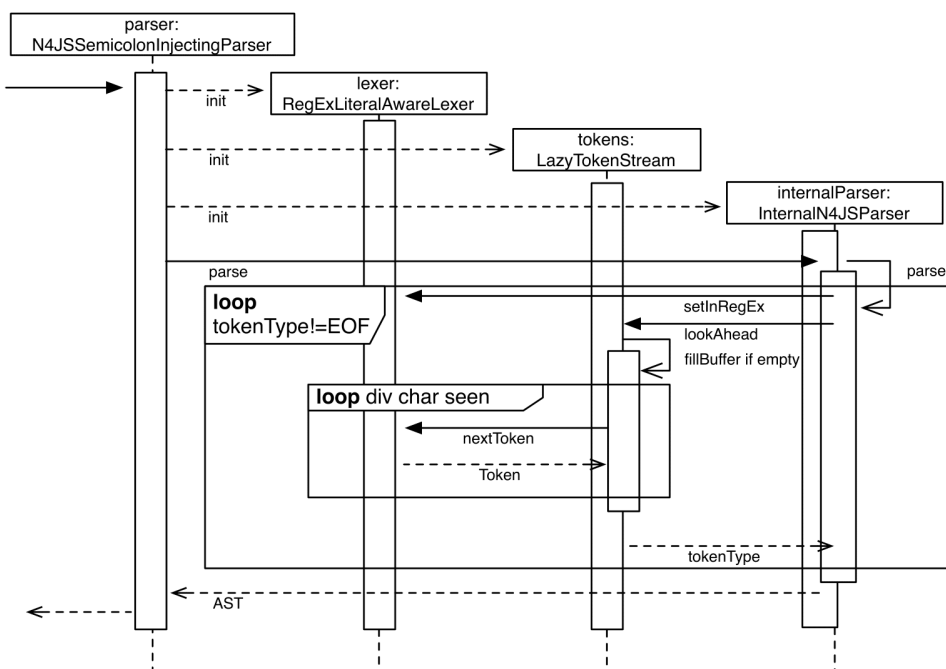 parser:
N4JSSemicolonInjectingParser
lexer:
RegExLiteralAwareLexer
init
tokens:
LazyTokenStream
init
internalParser:
InternalN4JSParser
init
parse
parse
loop
tokenType!=EOF
setInRegEx
lookAhead
fillBuffer if empty
loop div char seen
nextToken
Token
tokenType
AST